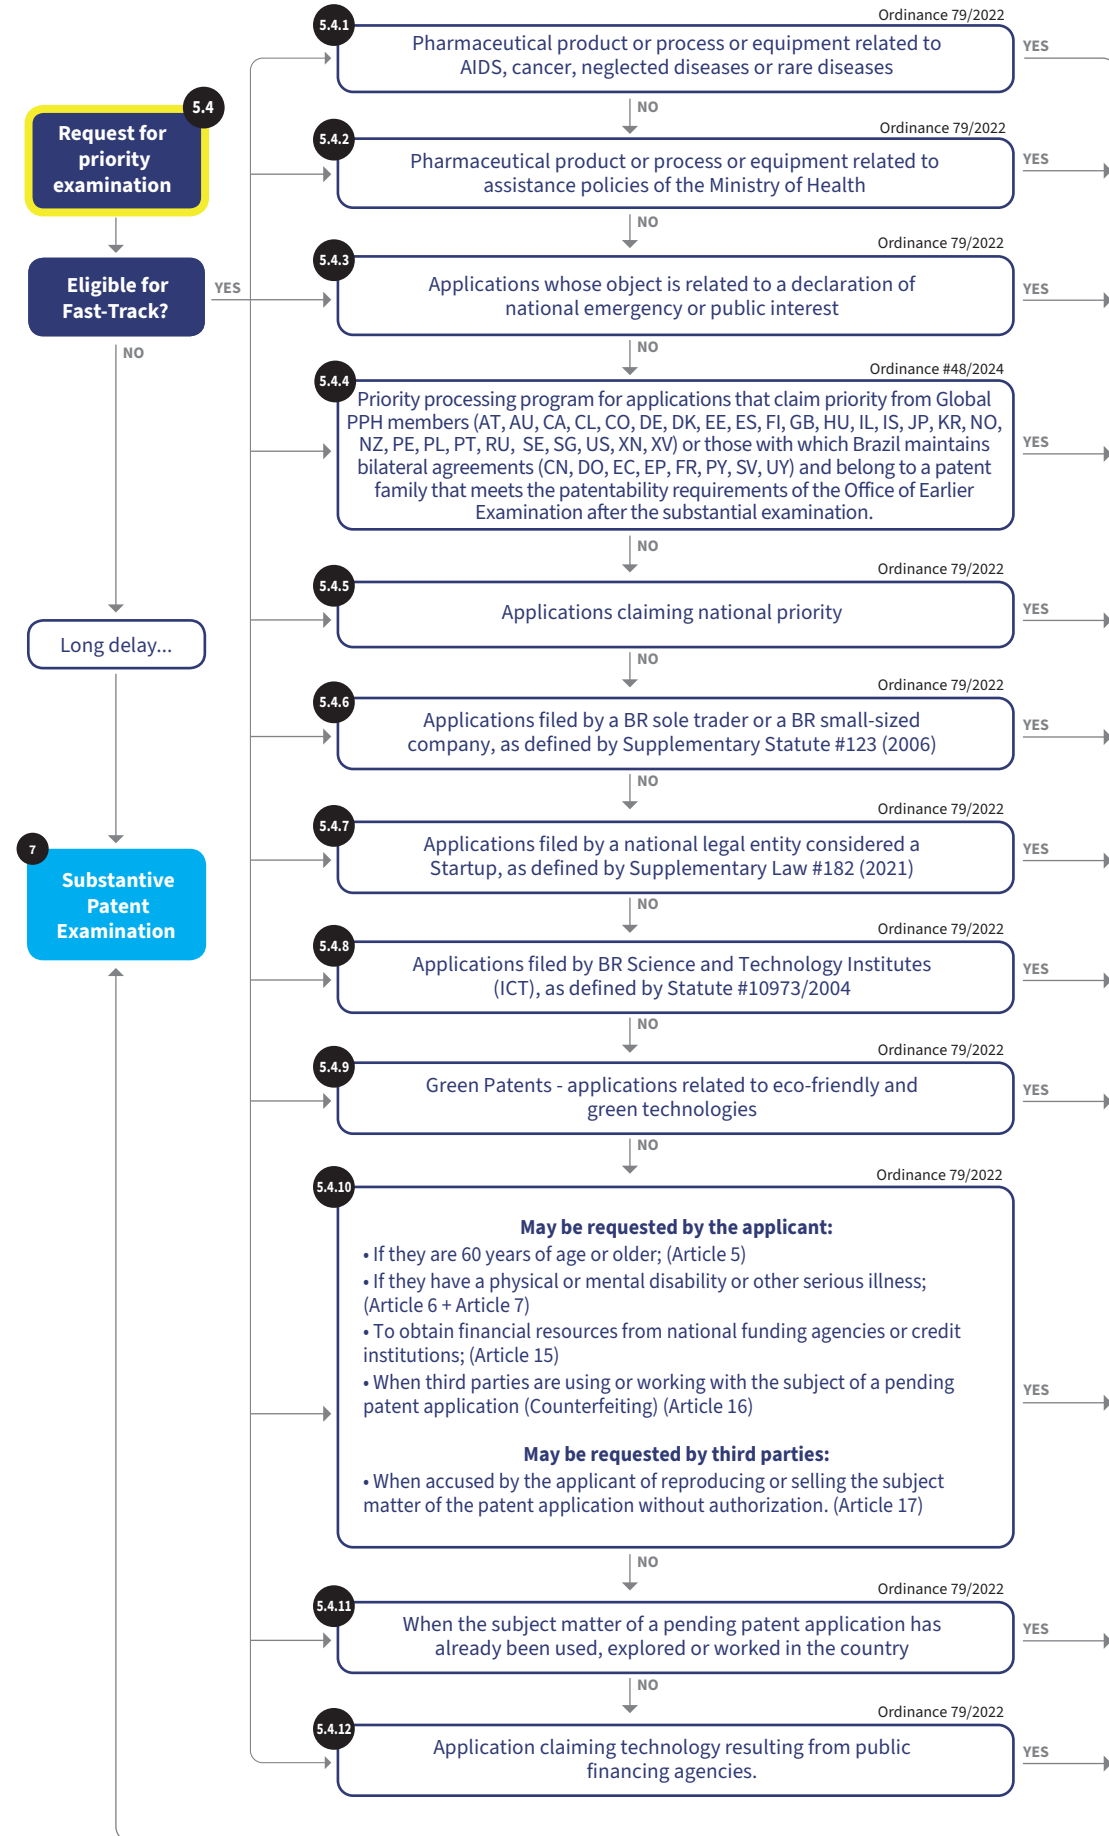 5.4
Request for
priority
examination
Eligible for
Fast-Track?
YES
NO
Long delay...
7
Substantive
Patent
Examination
Ordinance 79/2022
5.4.1
Pharmaceutical product or process or equipment related to
AIDS, cancer, neglected diseases or rare diseases
YES
NO
Ordinance 79/2022
5.4.2
Pharmaceutical product or process or equipment related to
assistance policies of the Ministry of Health
YES
NO
Ordinance 79/2022
5.4.3
Applications whose object is related to a declaration of
national emergency or public interest
YES
NO
Ordinance #48/2024
5.4.4
Priority processing program for applications that claim priority from Global
PPH members (AT, AU, CA, CL, CO, DE, DK, EE, ES, FI, GB, HU, IL, IS, JP, KR, NO,
NZ, PE, PL, PT, RU, SE, SG, US, XN, XV) or those with which Brazil maintains
bilateral agreements (CN, DO, EC, EP, FR, PY, SV, UY) and belong to a patent
family that meets the patentability requirements of the Office of Earlier
Examination after the substantial examination.
YES
NO
Ordinance 79/2022
5.4.5
Applications claiming national priority
YES
NO
Ordinance 79/2022
5.4.6
Applications filed by a BR sole trader or a BR small-sized
company, as defined by Supplementary Statute #123 (2006)
YES
NO
Ordinance 79/2022
5.4.7
Applications filed by a national legal entity considered a
Startup, as defined by Supplementary Law #182 (2021)
YES
NO
Ordinance 79/2022
5.4.8
Applications filed by BR Science and Technology Institutes
(ICT), as defined by Statute #10973/2004
YES
NO
Ordinance 79/2022
5.4.9
Green Patents - applications related to eco-friendly and
green technologies
YES
NO
Ordinance 79/2022
5.4.10
May be requested by the applicant:
• If they are 60 years of age or older; (Article 5)
• If they have a physical or mental disability or other serious illness;
(Article 6 + Article 7)
• To obtain financial resources from national funding agencies or credit
institutions; (Article 15)
• When third parties are using or working with the subject of a pending
patent application (Counterfeiting) (Article 16)
May be requested by third parties:
• When accused by the applicant of reproducing or selling the subject
matter of the patent application without authorization. (Article 17)
YES
NO
Ordinance 79/2022
5.4.11
When the subject matter of a pending patent application has
already been used, explored or worked in the country
YES
NO
Ordinance 79/2022
5.4.12
Application claiming technology resulting from public
financing agencies.
YES